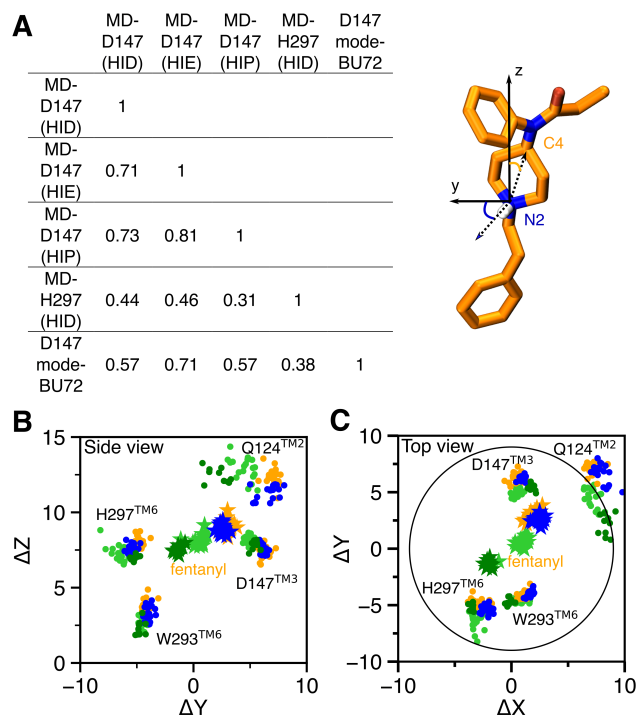 A
MD- MD- MD- MD- D147
D147 D147 D147 H297 mode-
(HID) (HIE) (HIP) (HID) BU72
MD-
D147 1
(HID)
MD-
D147 0.71 1
(HIE)
MD-
D147 0.73 0.81 1
(HIP)
MD-
H297 0.44 0.46 0.31 1
(HID)
D147
mode- 0.57 0.71 0.57 0.38 1
BU72
z
C4
y
N2
B
Side view
Q124TM2
H297TM6
fentanyl
D147TM3
W293TM6
15
10
5
0
ΔZ
−10 0 10
ΔY
C
Top view
Q124TM2
D147TM3
fentanyl
H297TM6
W293TM6
10
5
0
−5
−10
ΔY
−10 0 10
ΔX